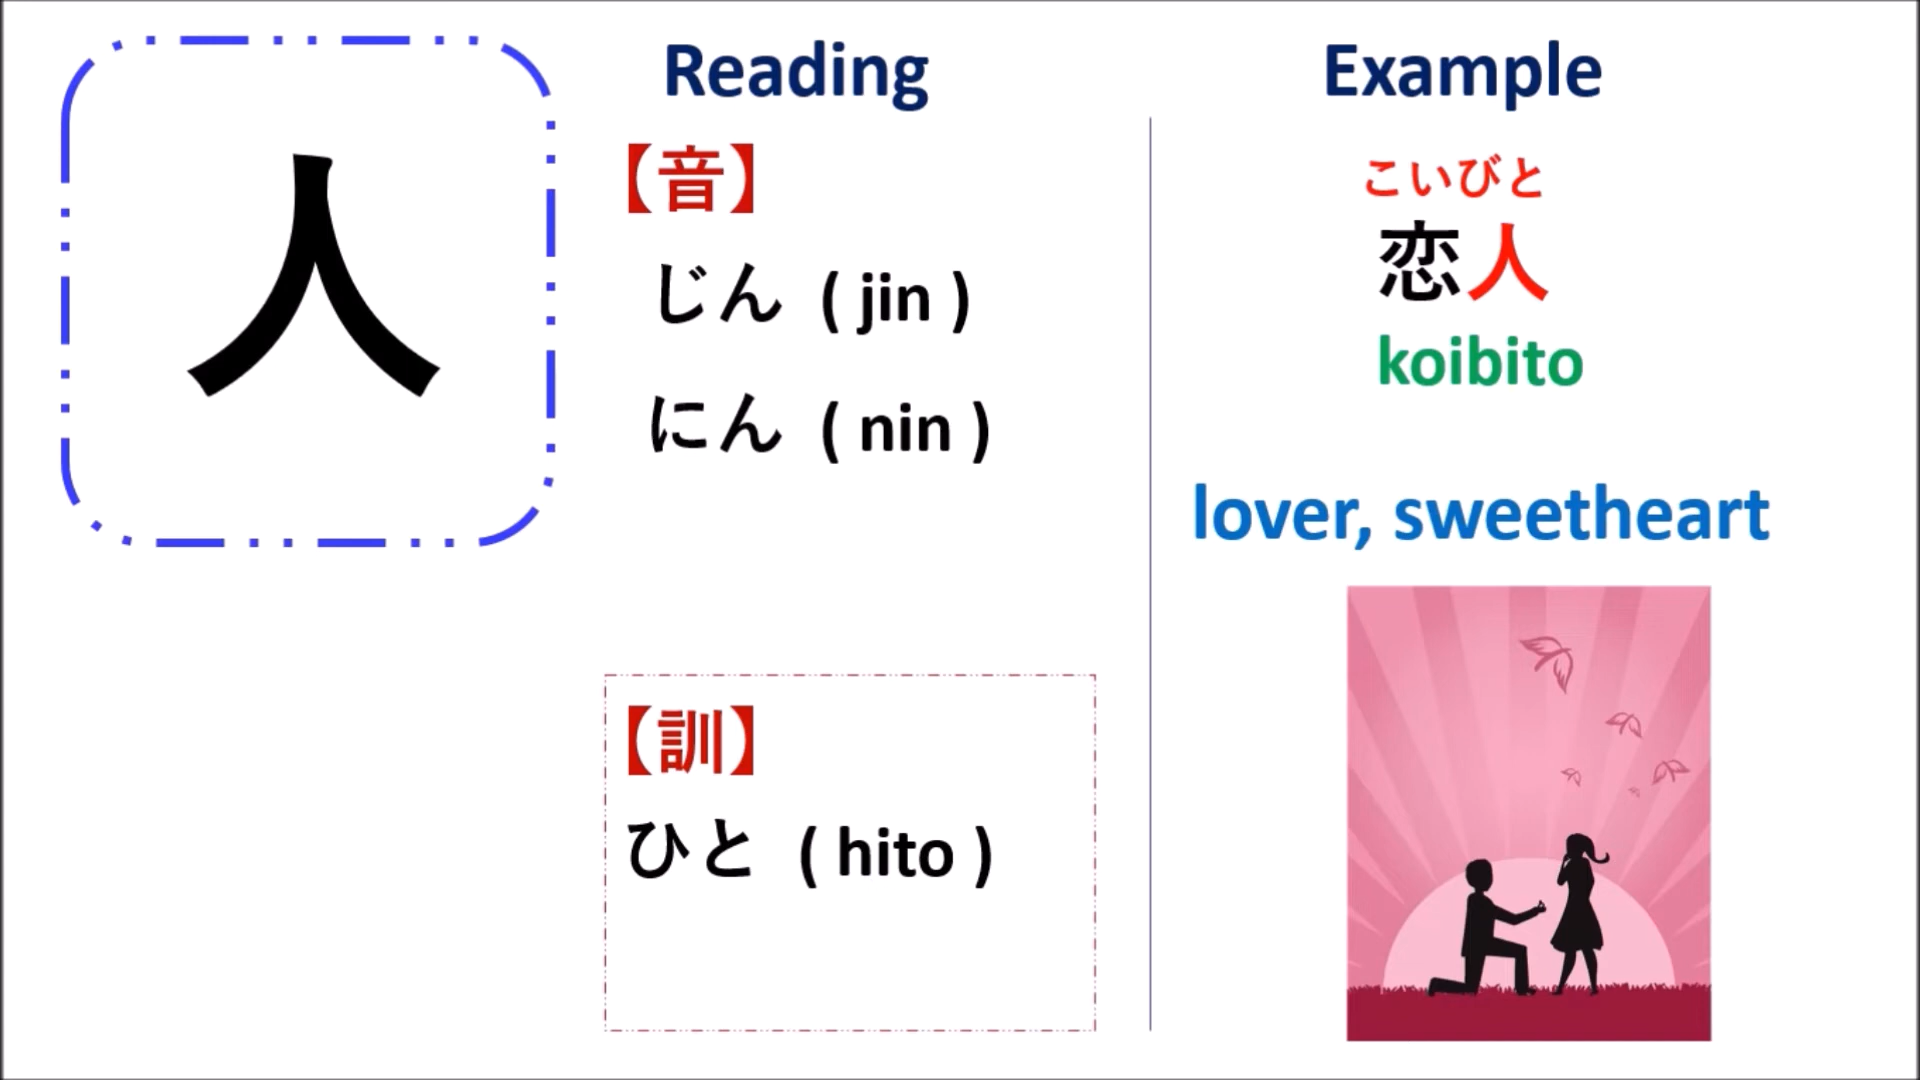 人
Reading
【音】
じん ( jin )
にん ( nin )
【訓】
ひと ( hito )
Example
こいびと
恋人
koibito
lover, sweetheart